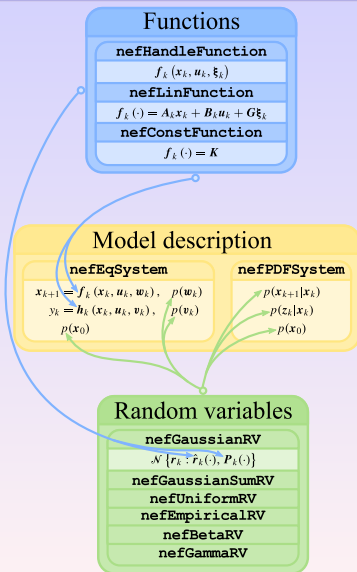 Functions
nefHandleFunction
f_k (x_k, u_k, ξ_k)
nefLinFunction
f_k (·) = A_k x_k + B_k u_k + Gξ_k
nefConstFunction
f_k (·) = K
Model description
nefEqSystem
x_{k+1} = f_k (x_k, u_k, w_k) , p(w_k)
y_k = h_k (x_k, u_k, v_k) , p(v_k)
p(x_0)
nefPDFSystem
p(x_{k+1}|x_k)
p(z_k|x_k)
p(x_0)
Random variables
nefGaussianRV
𝒩 {r_k : r̂_k(·), P_k(·)}
nefGaussianSumRV
nefUniformRV
nefEmpiricalRV
nefBetaRV
nefGammaRV